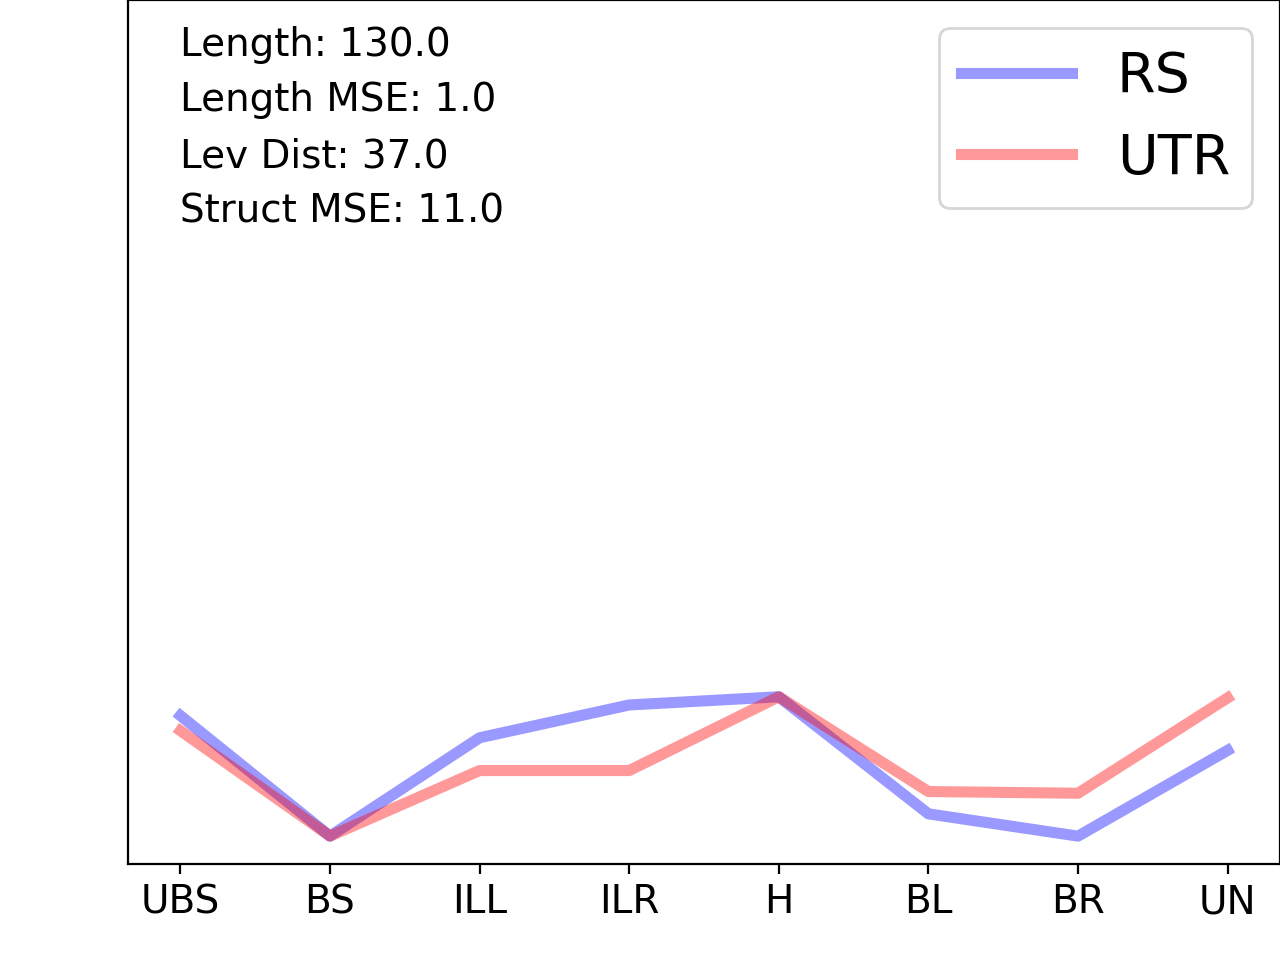 Length: 130.0
Length MSE: 1.0
Lev Dist: 37.0
Struct MSE: 11.0
RS
UTR
UBS BS ILL ILR H BL BR UN